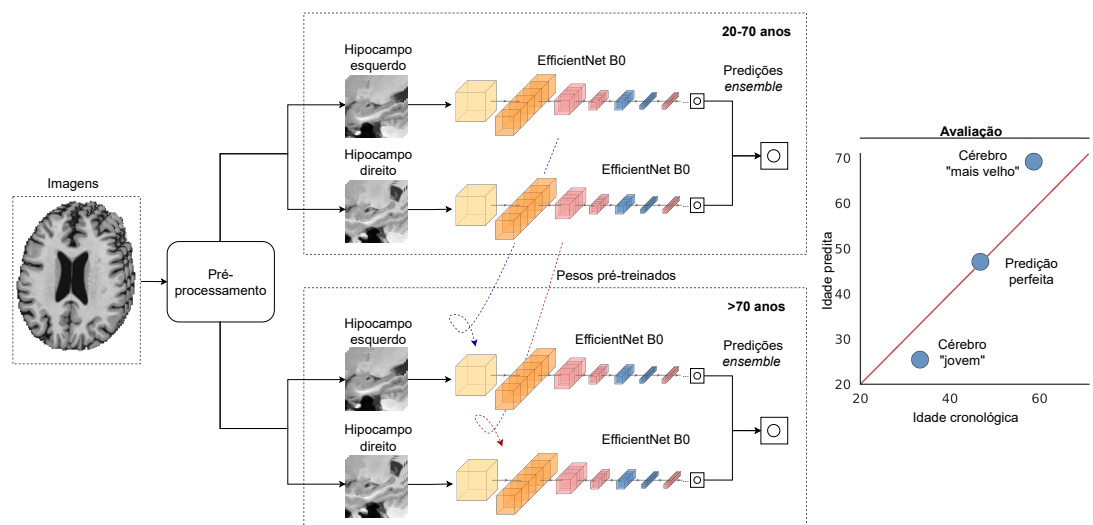 Imagens
Pré-
processamento
20-70 anos
Hipocampo
esquerdo
EfficientNet B0
Predições
ensemble
Hipocampo
direito
EfficientNet B0
Pesos pré-treinados
>70 anos
Hipocampo
esquerdo
EfficientNet B0
Predições
ensemble
Hipocampo
direito
EfficientNet B0
Avaliação
70
60
50
40
30
20
Idade predita
Cérebro
"mais velho"
Predição
perfeita
Cérebro
"jovem"
20
40
60
Idade cronológica